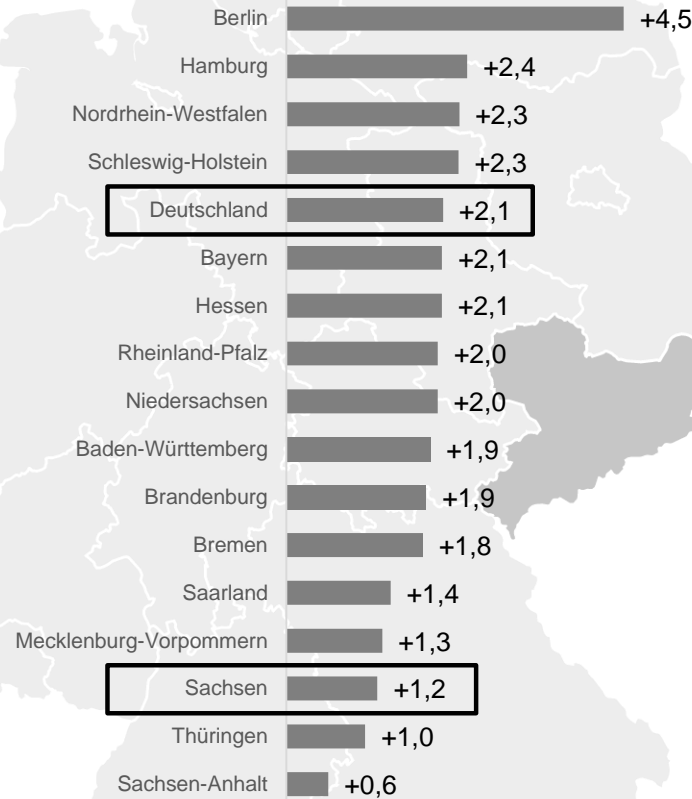 Berlin +4,5
Hamburg +2,4
Nordrhein-Westfalen +2,3
Schleswig-Holstein +2,3
Deutschland +2,1
Bayern +2,1
Hessen +2,1
Rheinland-Pfalz +2,0
Niedersachsen +2,0
Baden-Württemberg +1,9
Brandenburg +1,9
Bremen +1,8
Saarland +1,4
Mecklenburg-Vorpommern +1,3
Sachsen +1,2
Thüringen +1,0
Sachsen-Anhalt +0,6